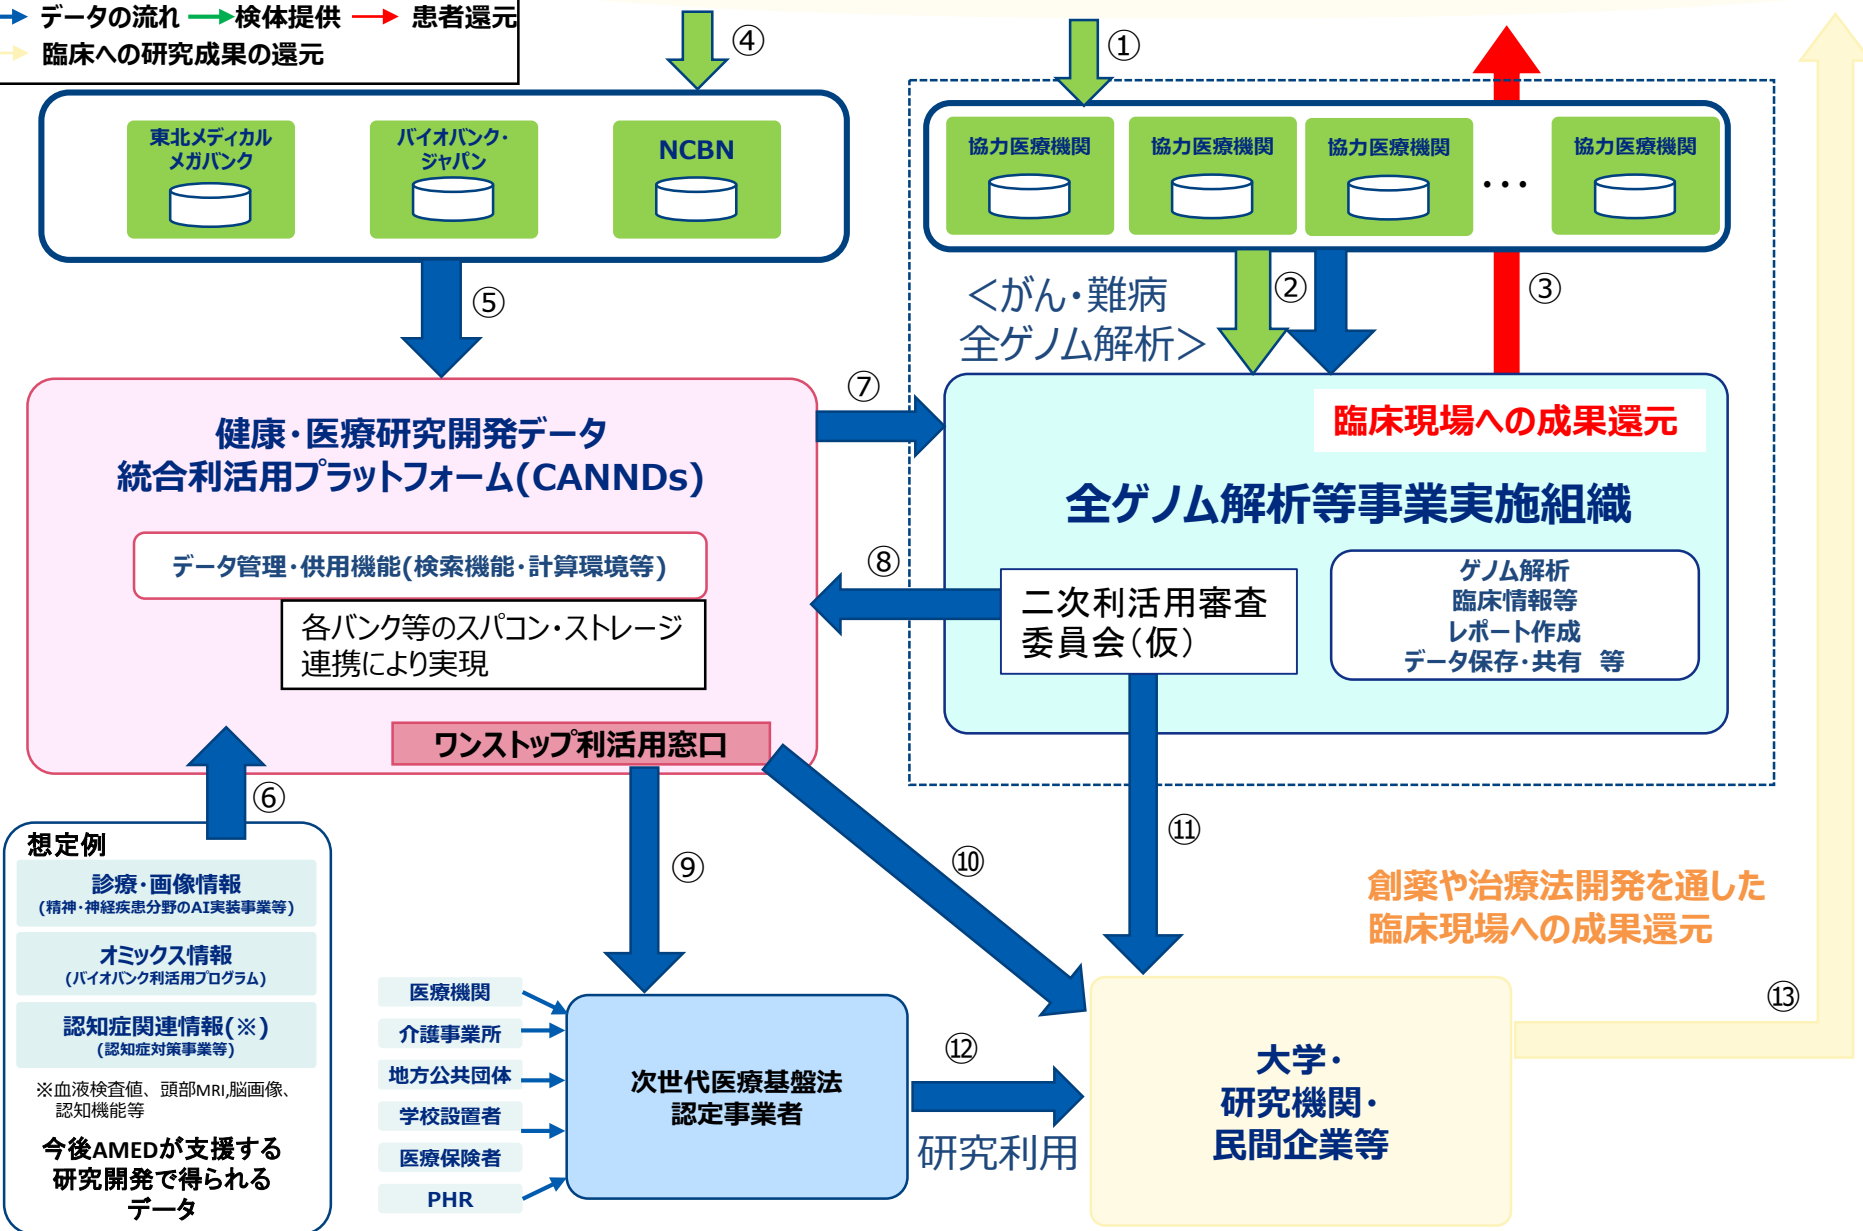 データの流れ 検体提供 患者還元
臨床への研究成果の還元
④
①
東北メディカル
メガバンク
バイオバンク・
ジャパン
NCBN
協力医療機関
協力医療機関
協力医療機関
・・・
協力医療機関
⑤
<がん・難病
全ゲノム解析>
②
③
⑦
健康・医療研究開発データ
統合利活用プラットフォーム(CANNDs)
データ管理・供用機能(検索機能・計算環境等)
各バンク等のスパコン・ストレージ
連携により実現
ワンストップ利活用窓口
⑧
臨床現場への成果還元
全ゲノム解析等事業実施組織
二次利活用審査
委員会(仮)
ゲノム解析
臨床情報等
レポート作成
データ保存・共有 等
⑥
想定例
診療・画像情報
(精神・神経疾患分野のAI実装事業等)
オミックス情報
(バイオバンク利活用プログラム)
認知症関連情報(※)
(認知症対策事業等)
※血液検査値、頭部MRI,脳画像、
認知機能等
今後AMEDが支援する
研究開発で得られる
データ
⑨
⑩
⑪
創薬や治療法開発を通した
臨床現場への成果還元
医療機関
介護事業所
地方公共団体
学校設置者
医療保険者
PHR
次世代医療基盤法
認定事業者
⑫
研究利用
大学・
研究機関・
民間企業等
⑬